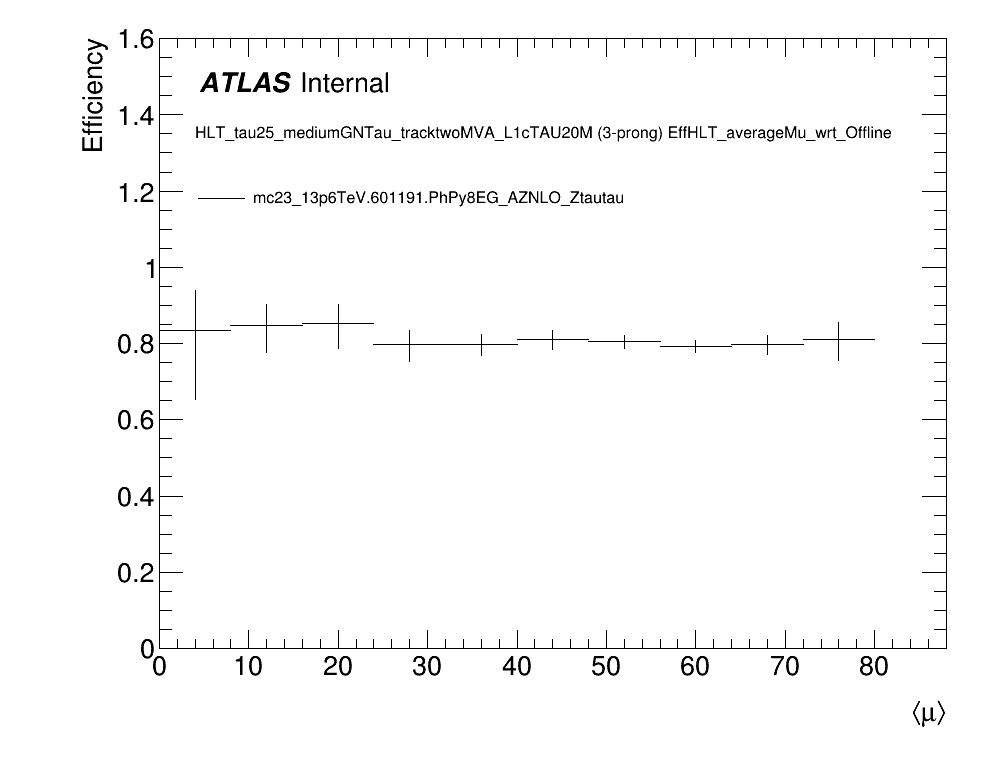 Efficiency
1.6
ATLAS Internal
1.4
HLT_tau25_mediumGNTau_tracktwoMVA_L1cTAU20M (3-prong) EffHLT_averageMu_wrt_Offline
1.2
mc23_13p6TeV.601191.PhPy8EG_AZNLO_Ztautau
1
0.8
0.6
0.4
0.2
0
0 10 20 30 40 50 60 70 80
⟨μ⟩